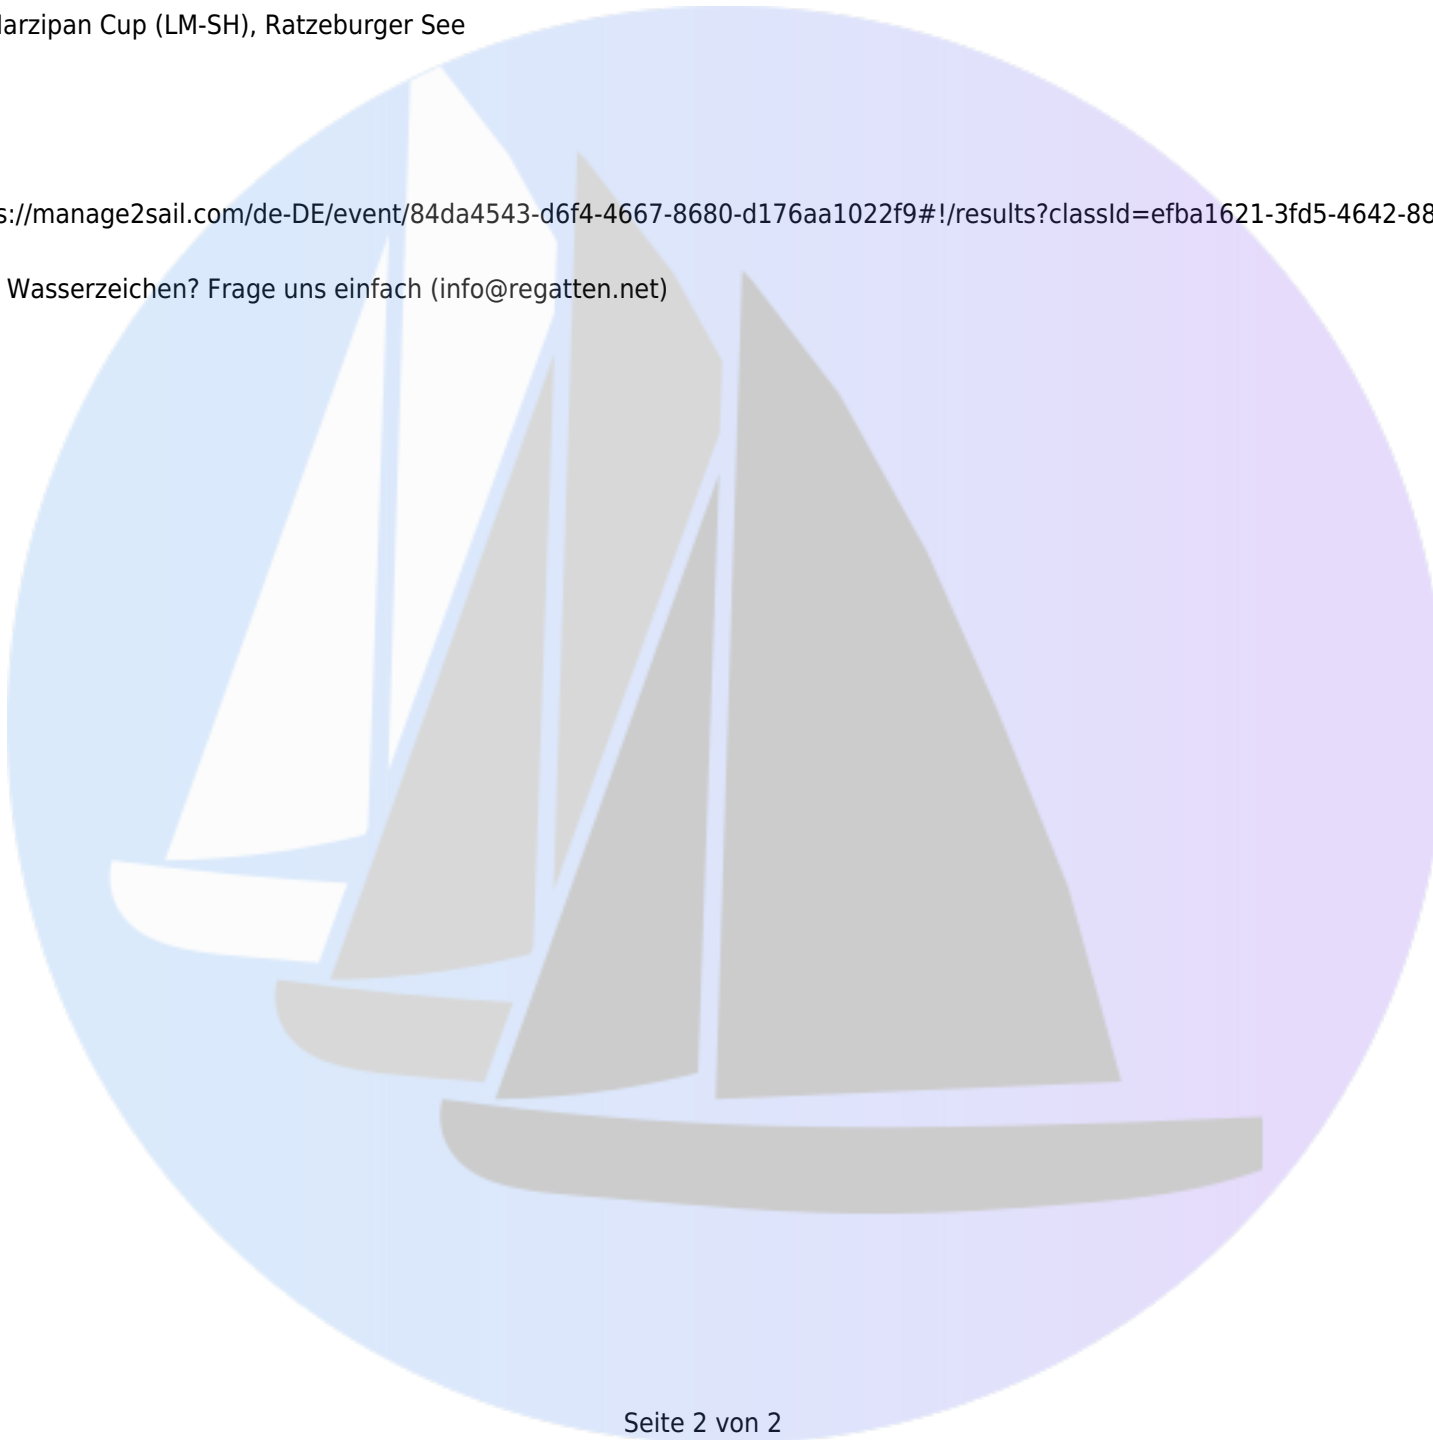 arzipan Cup (LM-SH), Ratzeburger See
s://manage2sail.com/de-DE/event/84da4543-d6f4-4667-8680-d176aa1022f9#!/results?classId=efba1621-3fd5-4642-88
Wasserzeichen? Frage uns einfach (info@regatten.net)
Seite 2 von 2